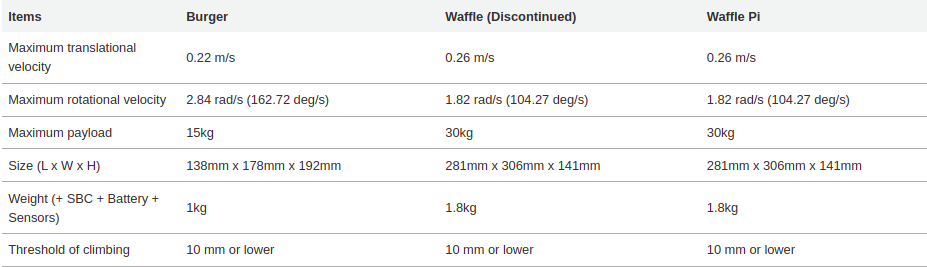 Items Burger Waffle (Discontinued) Waffle Pi
Maximum translational
velocity 0.22 m/s 0.26 m/s 0.26 m/s
Maximum rotational velocity 2.84 rad/s (162.72 deg/s) 1.82 rad/s (104.27 deg/s) 1.82 rad/s (104.27 deg/s)
Maximum payload 15kg 30kg 30kg
Size (L x W x H) 138mm x 178mm x 192mm 281mm x 306mm x 141mm 281mm x 306mm x 141mm
Weight (+ SBC + Battery +
Sensors) 1kg 1.8kg 1.8kg
Threshold of climbing 10 mm or lower 10 mm or lower 10 mm or lower